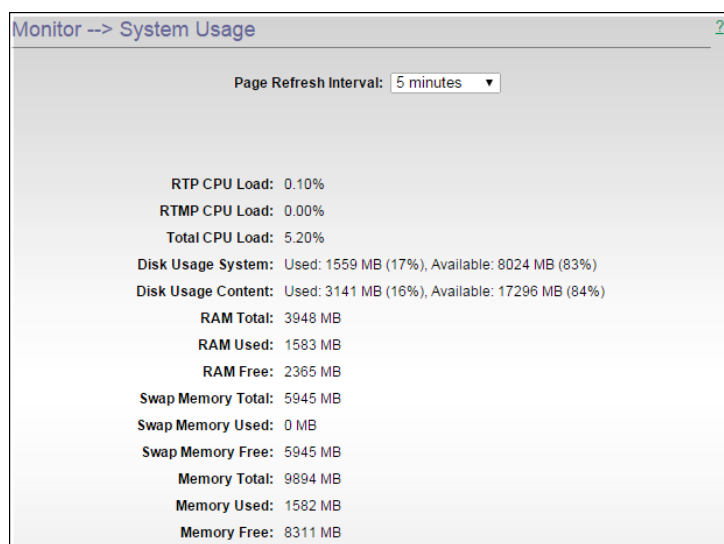 Monitor --> System Usage ?
Page Refresh Interval: 5 minutes
RTP CPU Load: 0.10%
RTMP CPU Load: 0.00%
Total CPU Load: 5.20%
Disk Usage System: Used: 1559 MB (17%), Available: 8024 MB (83%)
Disk Usage Content: Used: 3141 MB (16%), Available: 17296 MB (84%)
RAM Total: 3948 MB
RAM Used: 1583 MB
RAM Free: 2365 MB
Swap Memory Total: 5945 MB
Swap Memory Used: 0 MB
Swap Memory Free: 5945 MB
Memory Total: 9894 MB
Memory Used: 1582 MB
Memory Free: 8311 MB